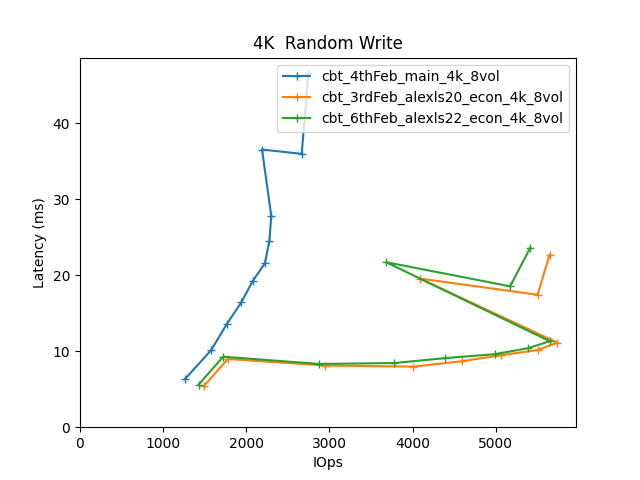 4K  Random Write
cbt_4thFeb_main_4k_8vol
cbt_3rdFeb_alexls20_econ_4k_8vol
cbt_6thFeb_alexls22_econ_4k_8vol
40
30
20
10
0
Latency (ms)
0 1000 2000 3000 4000 5000
IOps